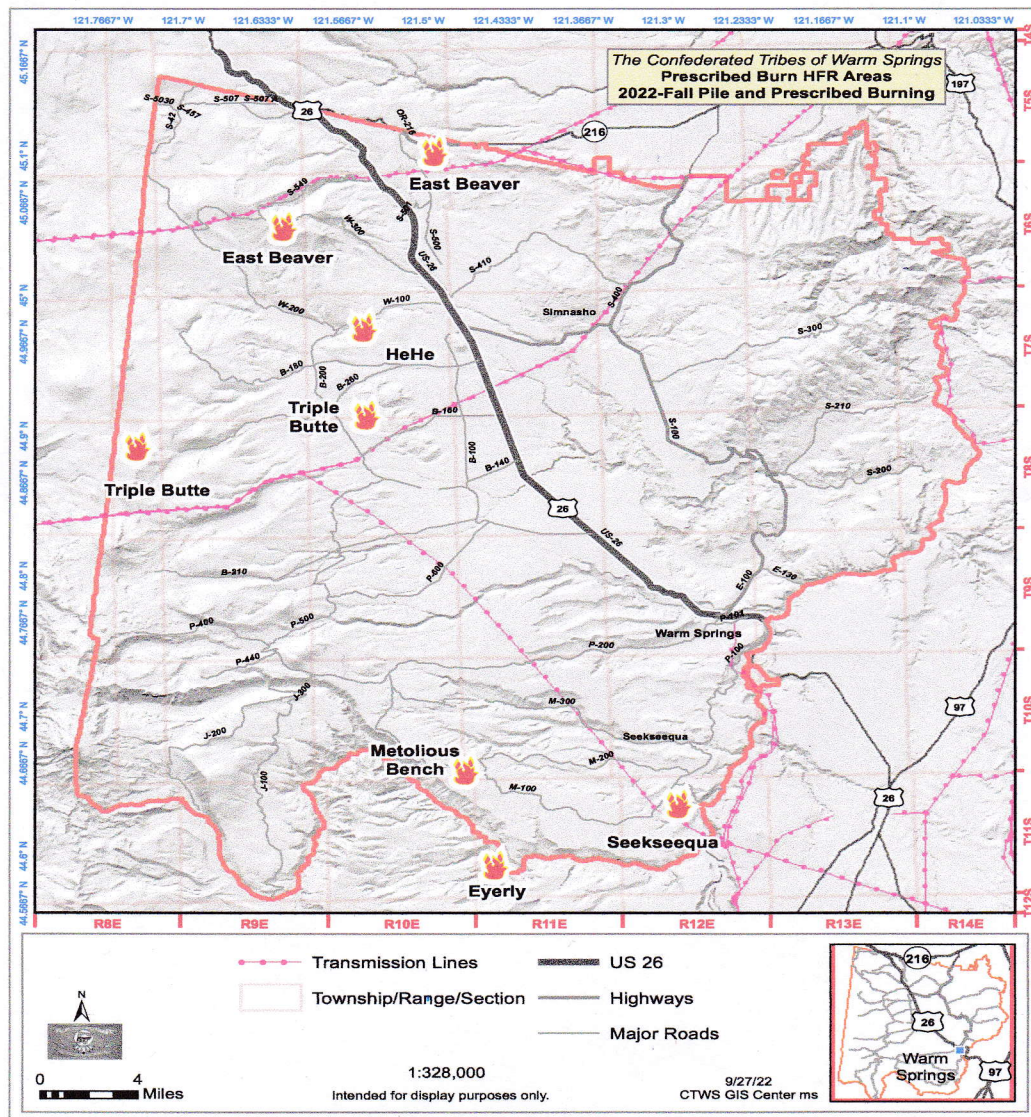 121.7667° W
121.7° W
121.6333° W
121.5667° W
121.5° W
121.4333° W
121.3667° W
121.3° W
121.2333° W
121.1667° W
121.1° W
121.0333° W
The Confederated Tribes of Warm Springs
Prescribed Burn HFR Areas
2022-Fall Pile and Prescribed Burning
T4S
45.1667° N
197
T5S
S-5030
S-507
S-507 A
S-457
S-42
26
OR-216
216
45.1° N
East Beaver
45.0667° N
S-549
S-501
T6S
W-300
S-500
East Beaver
US-26
S-410
45° N
W-200
W-100
S-400
Simnasho
S-300
T7S
44.9667° N
HeHe
B-180
B-200
B-260
Triple
Butte
B-160
S-210
44.9° N
B-100
S-100
B-140
S-200
T8S
44.8667° N
Triple Butte
26
US-26
P-600
B-210
E-100
E-130
44.8° N
T9S
P-400
P-500
P-101
44.7667° N
Warm Springs
P-200
P-100
P-440
J-300
M-300
97
T10S
44.7° N
J-200
Seekseequa
Metolious
Bench
M-200
44.6667° N
J-100
M-100
26
Seekseequa
T11S
44.6° N
Eyerly
44.5667° N
T12S
R8E
R9E
R10E
R11E
R12E
R13E
R14E
Transmission Lines
US 26
Township/Range/Section
Highways
Major Roads
N
0
4
Miles
1:328,000
Intended for display purposes only.
9/27/22
CTWS GIS Center ms
216
26
Warm
Springs
97